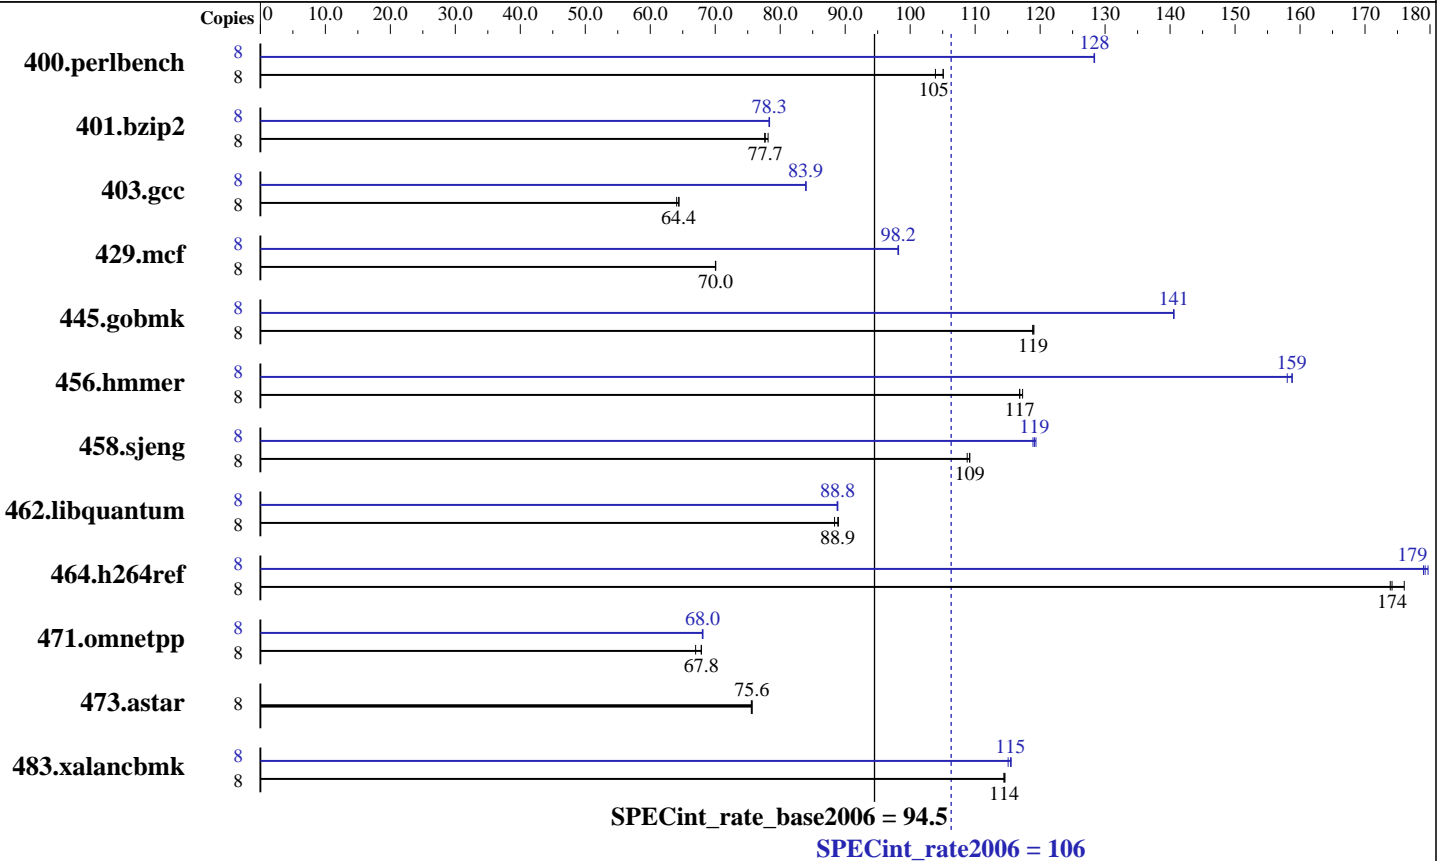 Copies 0 10.0 20.0 30.0 40.0 50.0 60.0 70.0 80.0 90.0 100 110 120 130 140 150 160 170 180
400.perlbench 8 128
8 105
401.bzip2 8 78.3
8 77.7
403.gcc 8 83.9
8 64.4
429.mcf 8 98.2
8 70.0
445.gobmk 8 141
8 119
456.hmmer 8 159
8 117
458.sjeng 8 119
8 109
462.libquantum 8 88.8
8 88.9
464.h264ref 8 179
8 174
471.omnetpp 8 68.0
8 67.8
473.astar 8 75.6
483.xalancbmk 8 115
8 114
SPECint_rate_base2006 = 94.5
SPECint_rate2006 = 106